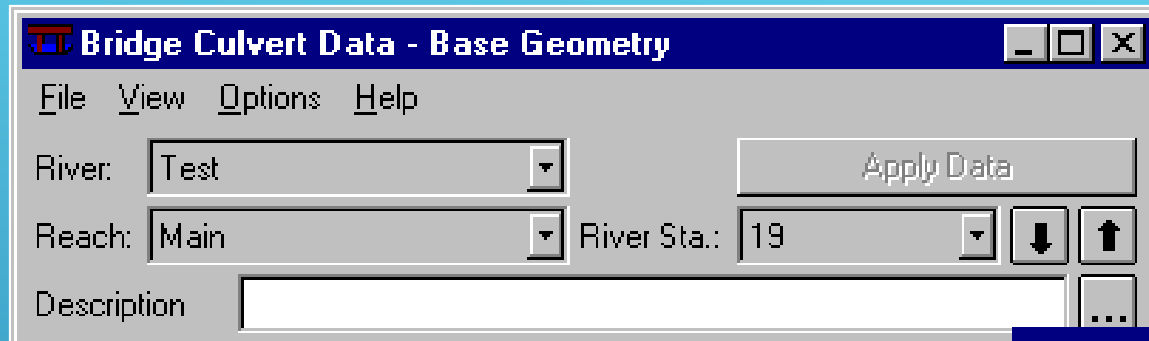 Bridge Culvert Data - Base Geometry
File View Options Help
River: Test Apply Data
Reach: Main River Sta.: 19
Description ...